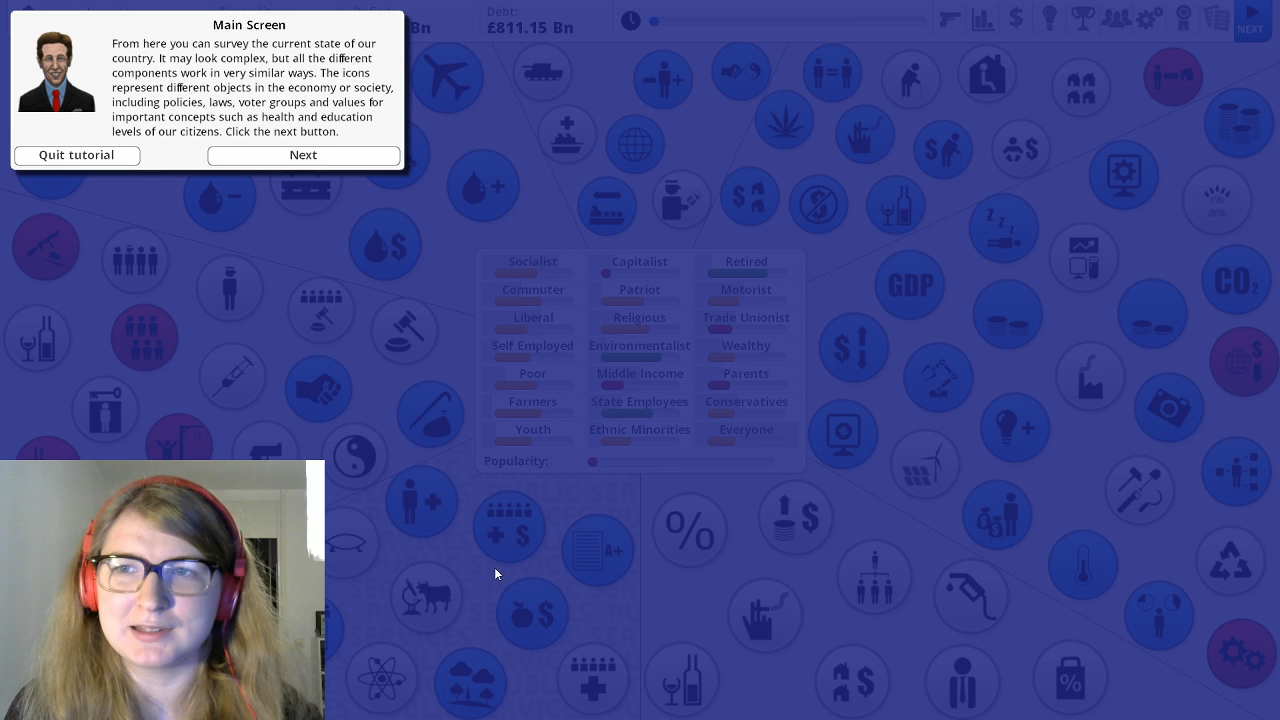 Main Screen
From here you can survey the current state of our
country. It may look complex, but all the different
components work in very similar ways. The icons
represent different objects in the economy or society,
including policies, laws, voter groups and values for
important concepts such as health and education
levels of our citizens. Click the next button.
Quit tutorial
Next
Bn
Debt:
£811.15 Bn
$
NEXT
Socialist Capitalist Retired
Commuter Patriot Motorist
Liberal Religious Trade Unionist
Self Employed Environmentalist Wealthy
Poor Middle Income Parents
Farmers State Employees Conservatives
Youth Ethnic Minorities Everyone
Popularity:
GDP
CO2
A+
%